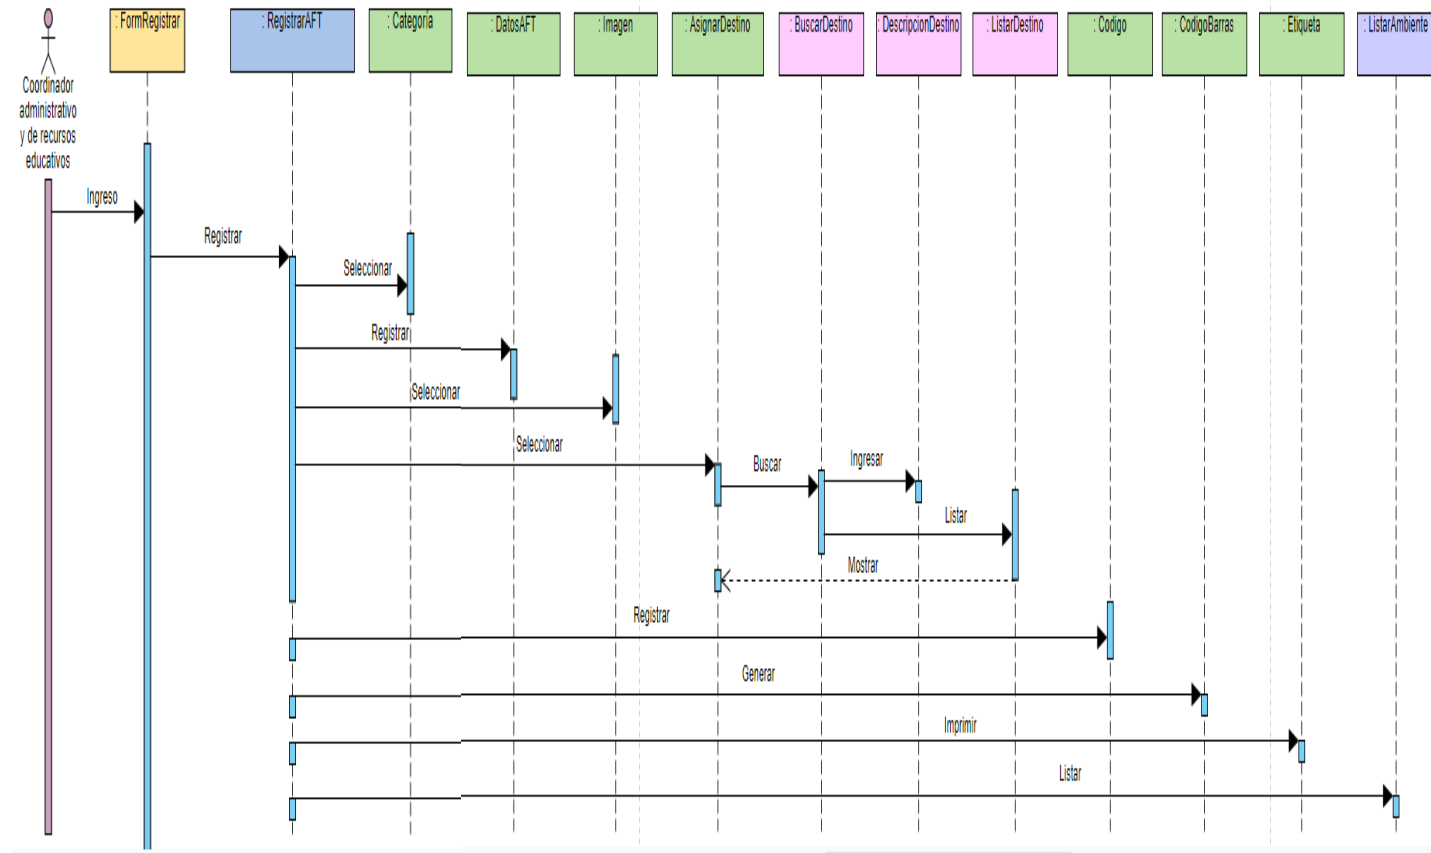 : FormRegistrar
: RegistrarAFT
: Categoría
: DatosAFT
: Imagen
: AsignarDestino
: BuscarDestino
: DescripcionDestino
: ListarDestino
: Codigo
: CodigoBarras
: Etiqueta
: ListarAmbiente
Coordinador
administrativo
y de recursos
educativos
Ingreso
Registrar
Seleccionar
Registrar
Seleccionar
Seleccionar
Buscar
Ingresar
Listar
Mostrar
Registrar
Generar
Imprimir
Listar